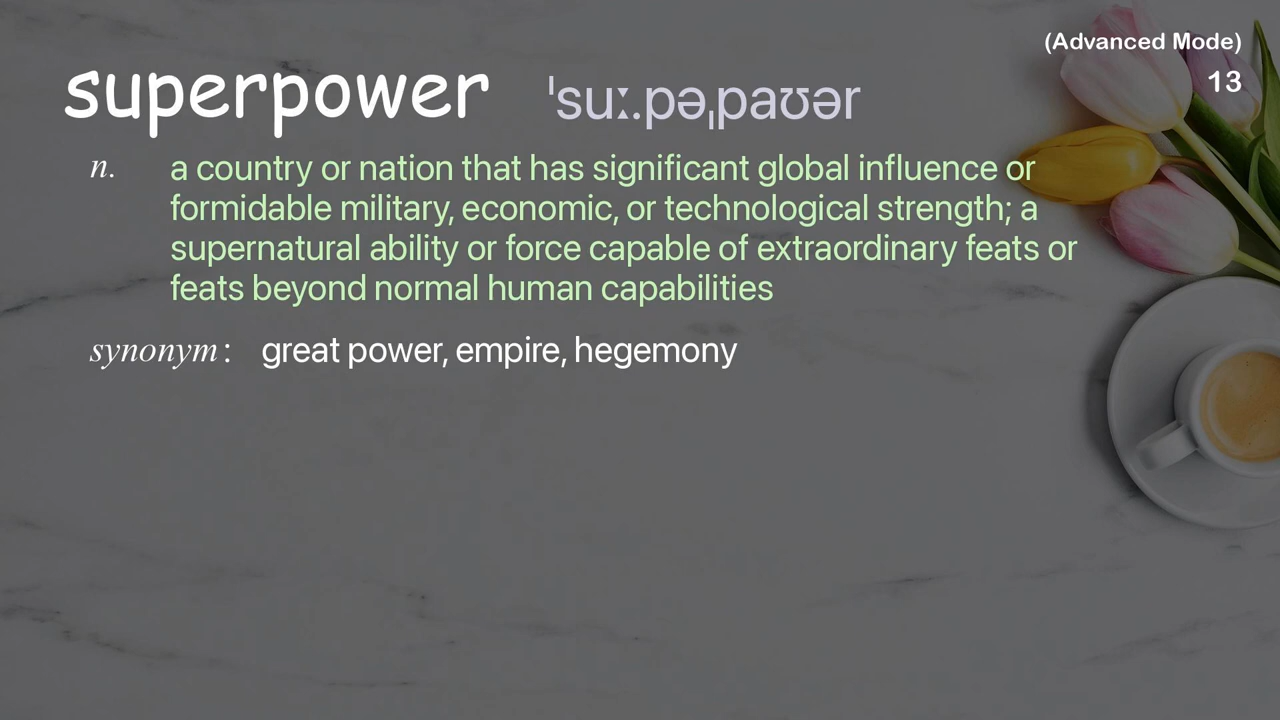 (Advanced Mode)
superpower ˈsuː.pəˌpaʊər
13
n. a country or nation that has significant global influence or
formidable military, economic, or technological strength; a
supernatural ability or force capable of extraordinary feats or
feats beyond normal human capabilities
synonym: great power, empire, hegemony